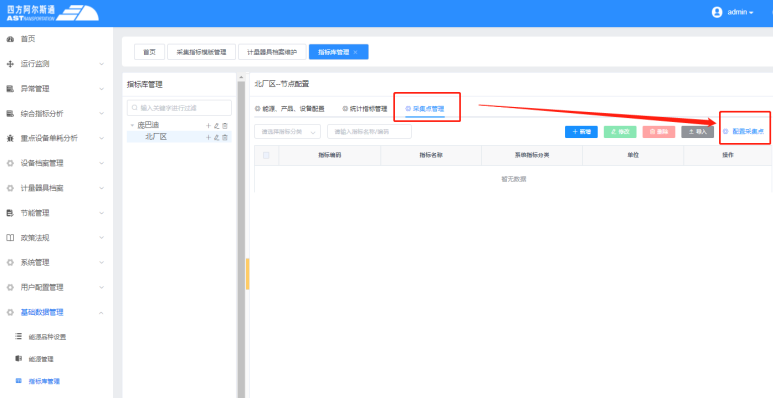 四方阿尔斯通
AST TRANSPORTATION
admin
首页
运行监测
异常管理
综合指标分析
重点设备单耗分析
设备档案管理
计量器具档案
节能管理
政策法规
系统管理
用户配置管理
基础数据管理
能源品种设置
能源管理
指标库管理
首页
采集指标模板管理
计量器具档案维护
指标库管理 ×
指标库管理
输入关键字进行过滤
庞巴迪
北厂区
北厂区--节点配置
能源、产品、设备配置
统计指标管理
采集点管理
请选择指标分类
请输入指标名称/编码
+ 新增
修改
删除
导入
配置采集点
指标编码
指标名称
系统指标分类
单位
操作
暂无数据